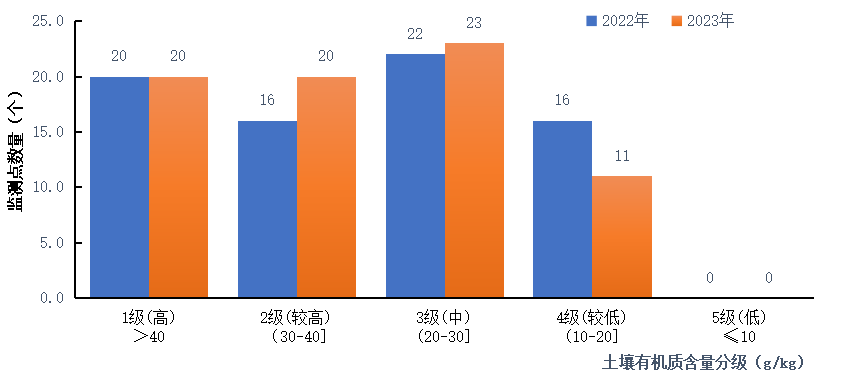 2022年 2023年
监测点数量（个）
25.0
20.0
15.0
10.0
5.0
0.0
20 20 16 20 22 23 16 11 0 0
1级(高) 2级(较高) 3级(中) 4级(较低) 5级(低)
＞40 (30-40] (20-30] (10-20] ≤10
土壤有机质含量分级（g/kg）